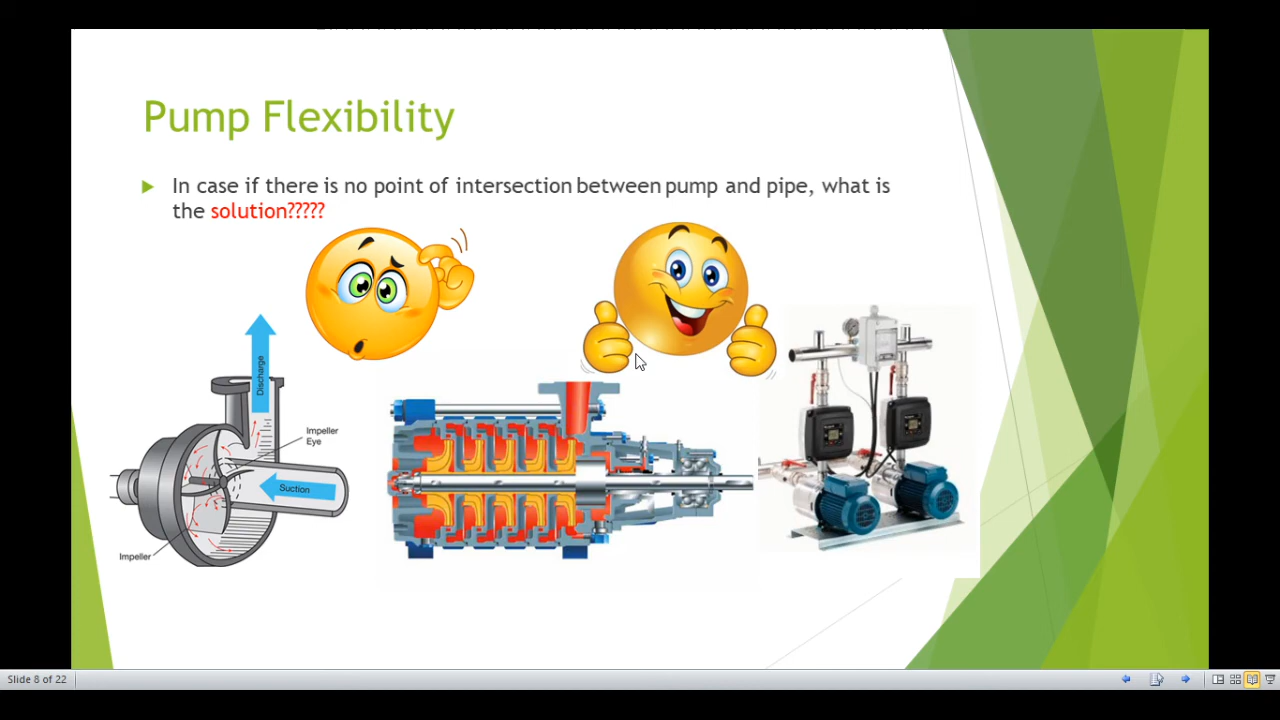 Pump Flexibility
In case if there is no point of intersection between pump and pipe, what is
the solution?????
Discharge
Impeller
Eye
Suction
Impeller
Slide 8 of 22